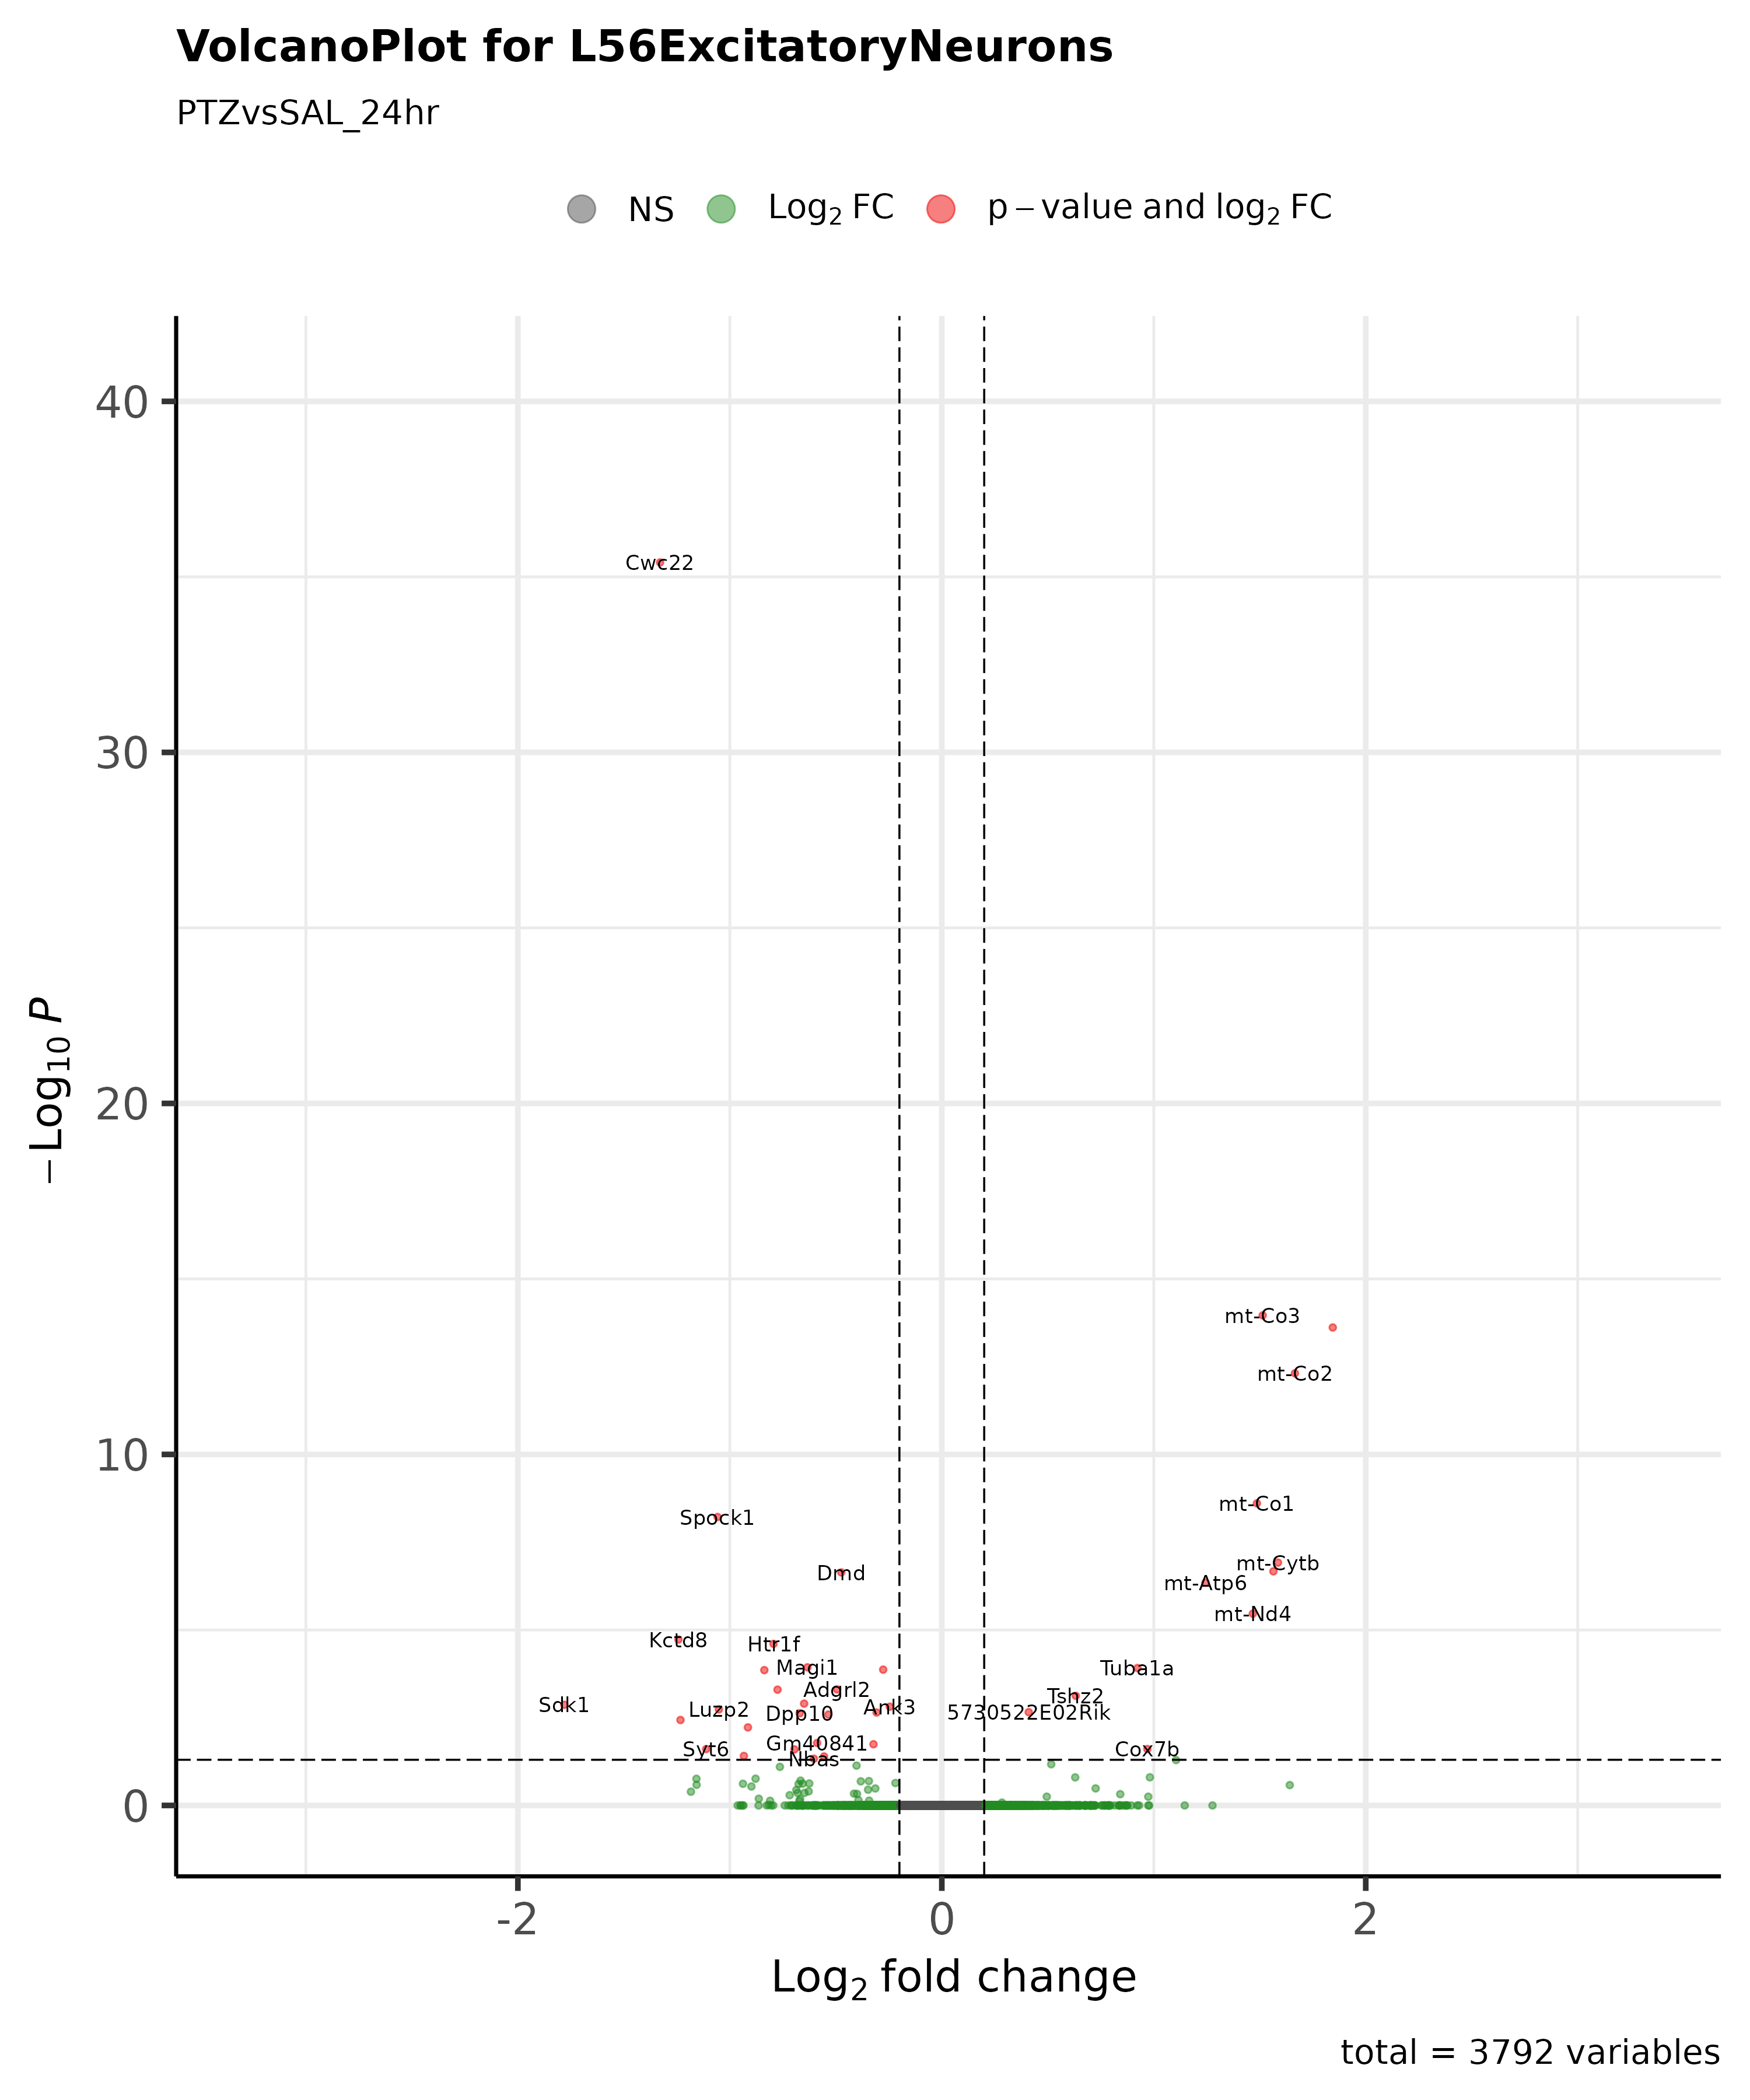 VolcanoPlot for L56ExcitatoryNeurons
PTZvsSAL_24hr
NS Log2 FC p − value and log2 FC
40
30
20
10
0
−Log10 P
Cwc22
mt-Co3
mt-Co2
mt-Co1
Spock1
mt-Cytb
Dmd
mt-Atp6
mt-Nd4
Kctd8
Htr1f
Magi1
Tuba1a
Adgrl2
Tshz2
Sdk1
Ank3
Luzp2
5730522E02Rik
Dpp10
Gm40841
Syt6
Cox7b
Nbas
-2 0 2
Log2 fold change
total = 3792 variables